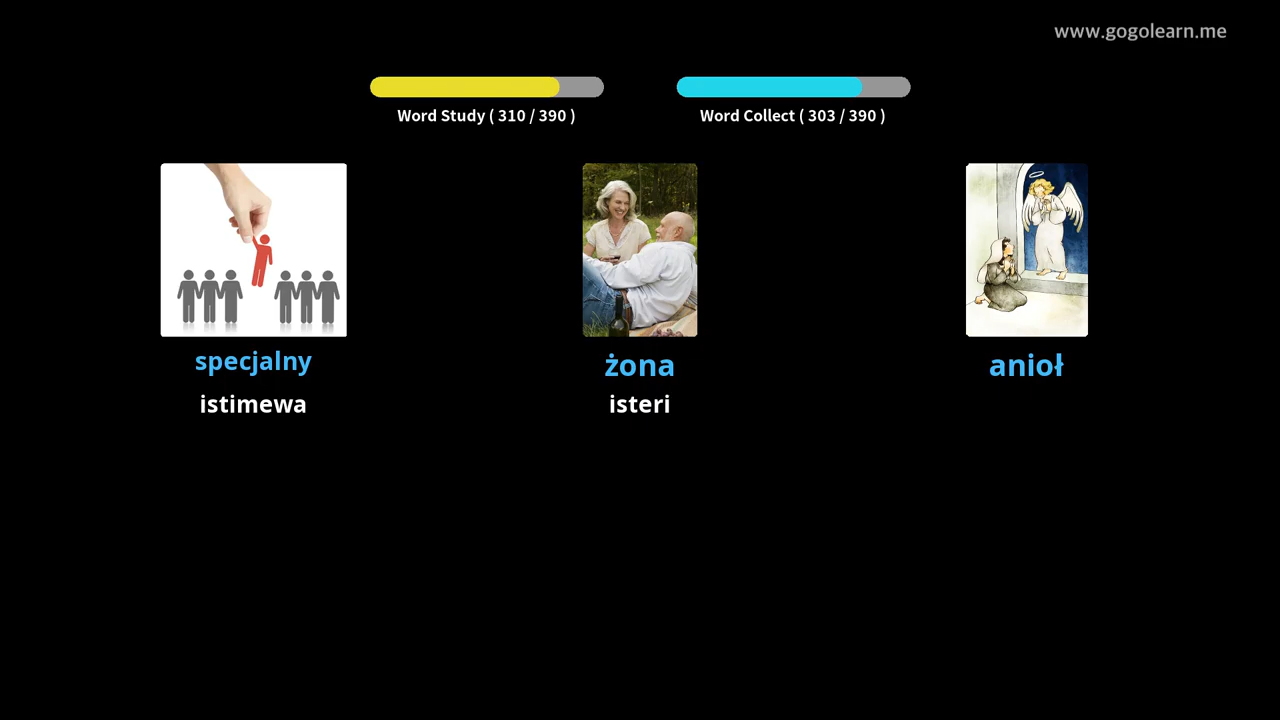 www.gogolearn.me
Word Study ( 310 / 390 )
Word Collect ( 303 / 390 )
specjalny
żona
anioł
istimewa
isteri